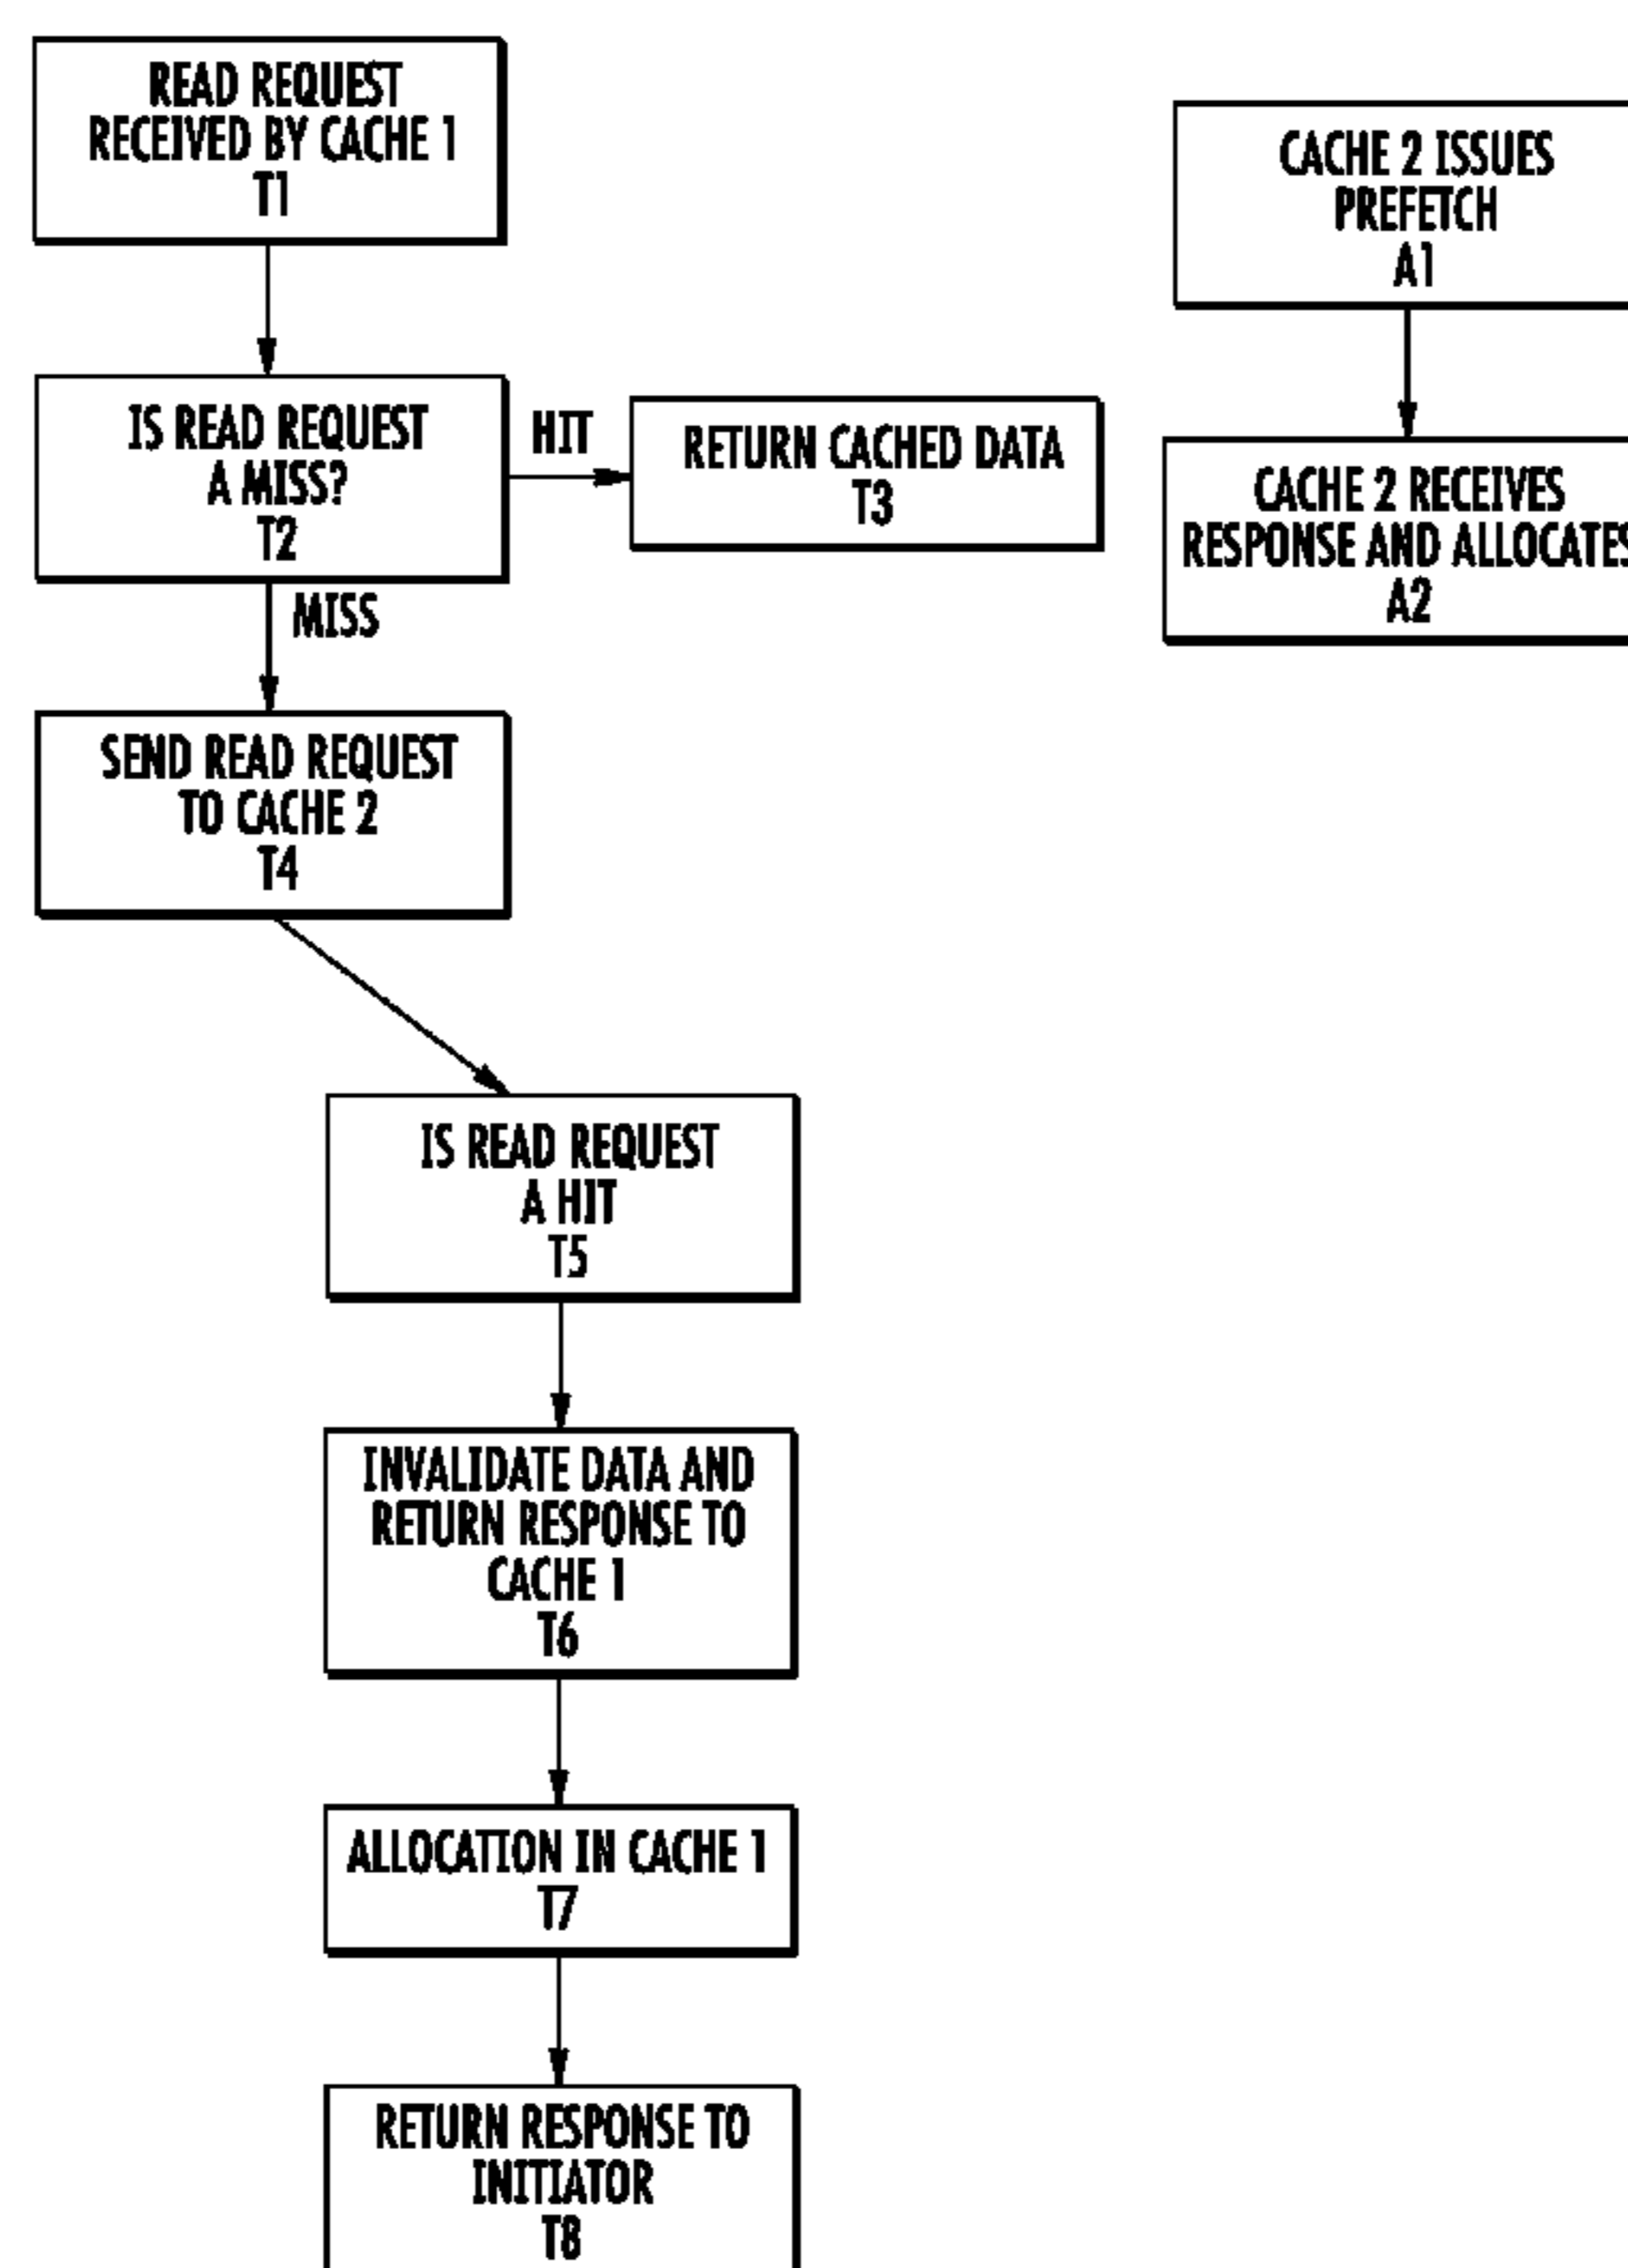 READ REQUEST
RECEIVED BY CACHE 1
T1
IS READ REQUEST
A MISS?
T2
HIT
RETURN CACHED DATA
T3
MISS
SEND READ REQUEST
TO CACHE 2
T4
IS READ REQUEST
A HIT
T5
INVALIDATE DATA AND
RETURN RESPONSE TO
CACHE 1
T6
ALLOCATION IN CACHE 1
T7
RETURN RESPONSE TO
INITIATOR
T8
CACHE 2 ISSUES
PREFETCH
A1
CACHE 2 RECEIVES
RESPONSE AND ALLOCATES
A2